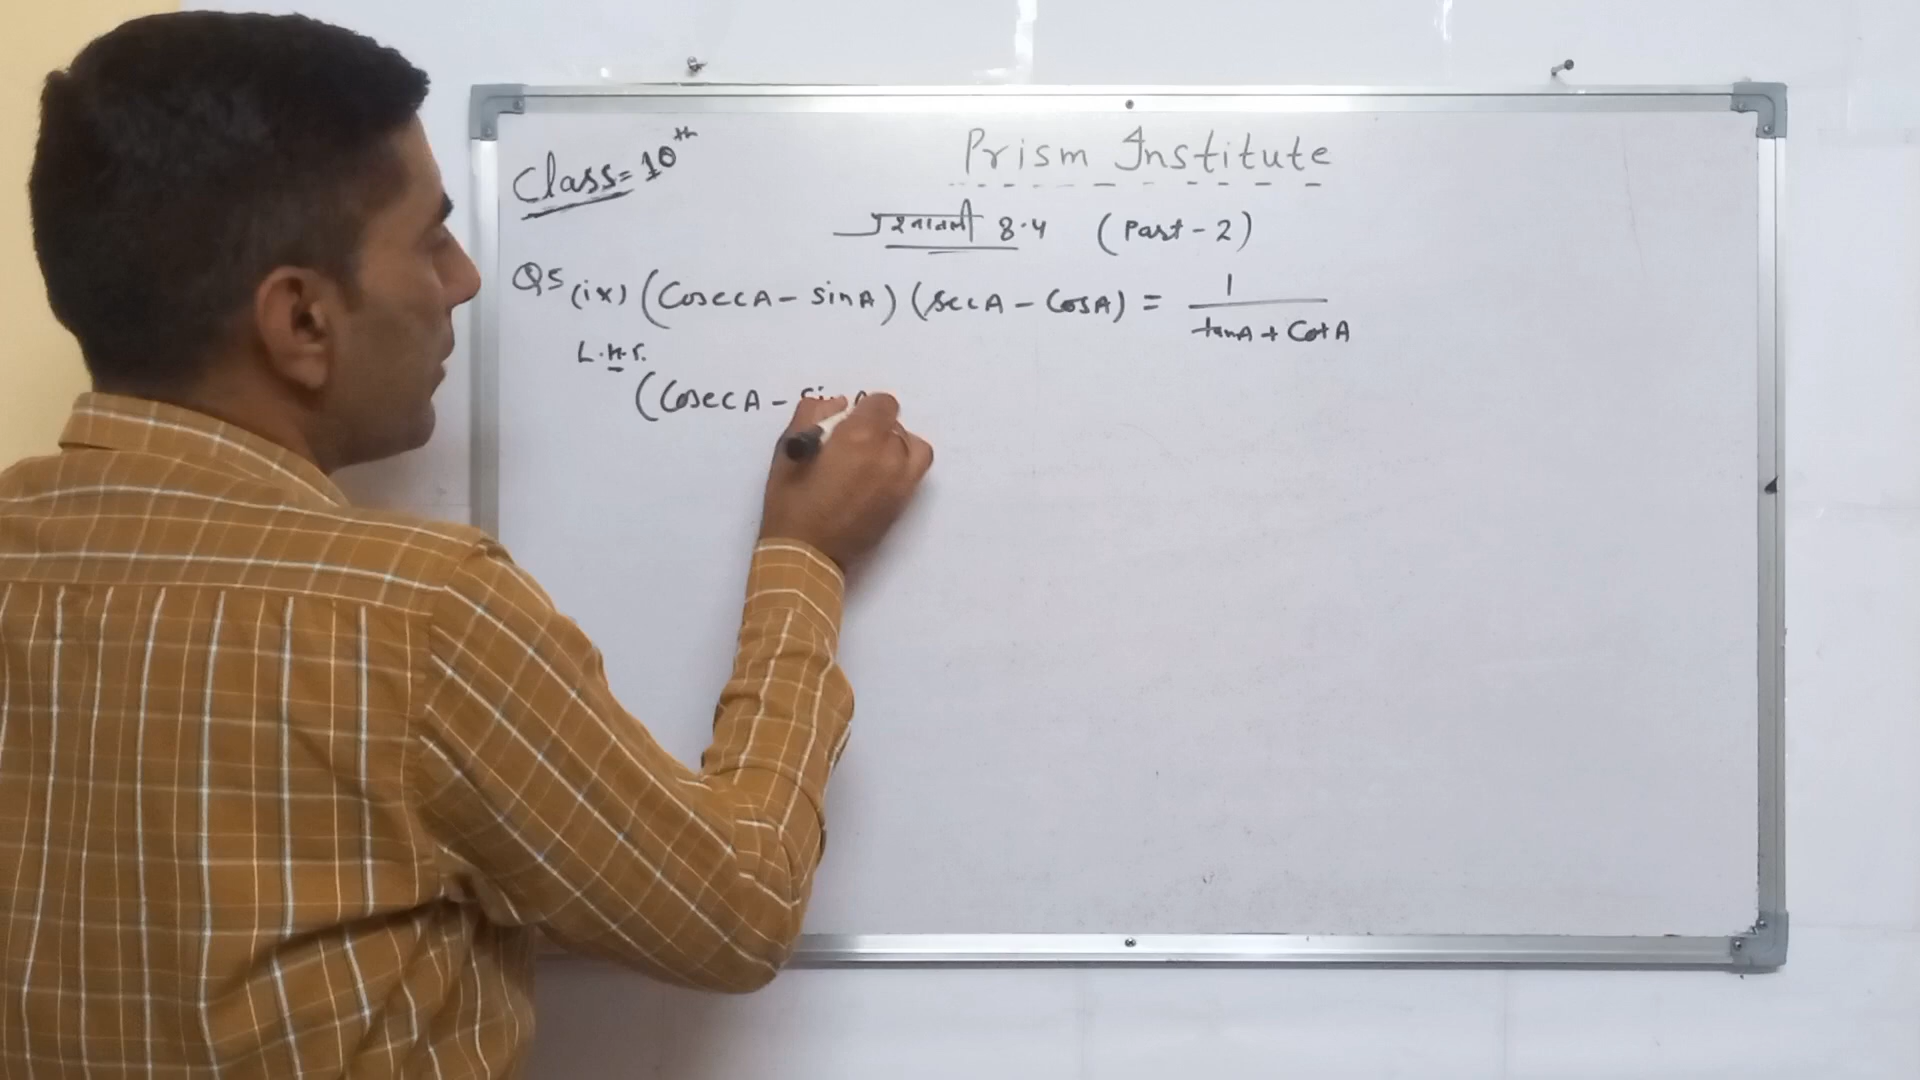 Class = 10th
Prism Institute
प्रश्नावली 8.4 (Part-2)
Q5 (ix) (CosecA - sinA) (secA - CosA) = 1 / tanA + CotA
L.H.S.
(CosecA - sin A